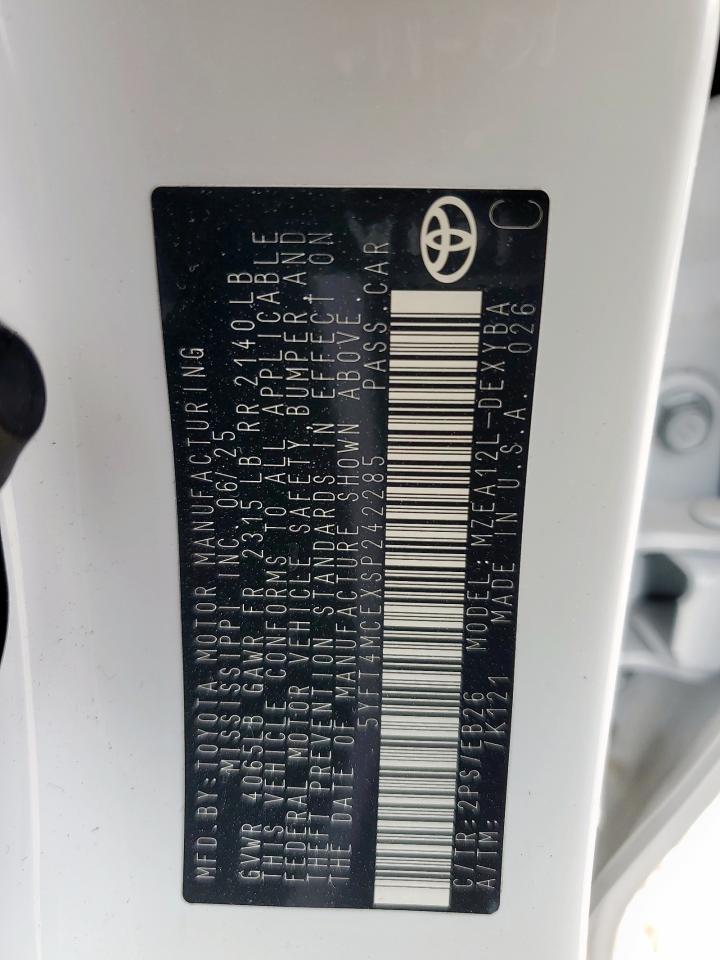 MFD. BY: TOYOTA MOTOR MANUFACTURING
MISSISSIPPI INC. 06/25
GVWR 4065LB GAWR FR 2315 LB RR 2140 LB
THIS VEHICLE CONFORMS TO ALL APPLICABLE
FEDERAL MOTOR VEHICLE SAFETY BUMPER, AND
THEFT PREVENTION STANDARDS IN EFFECT ON
THE DATE OF MANUFACTURE SHOWN ABOVE.
5YFT4MCEXSP242285 PASS.CAR
C/TR: 2PS/EB26 MODEL: MZEA12L-DEXYBA
A/TM: /K121 MADE IN U.S.A. 026
C